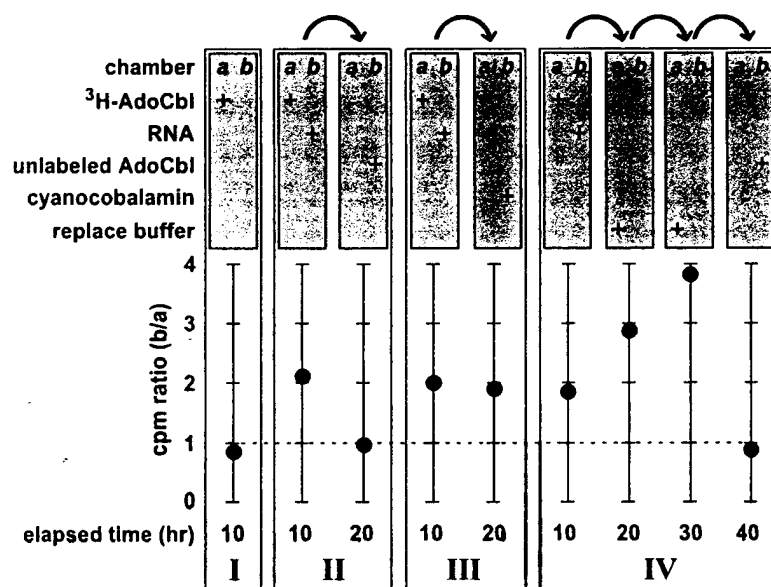 chamber a b a b a b a b a b a b a b a b a b
³H-AdoCbl + + + +
RNA + + +
unlabeled AdoCbl + +
cyanocobalamin +
replace buffer + +
4
3
2
1
0
cpm ratio (b/a)
elapsed time (hr) 10 10 20 10 20 10 20 30 40
I II III IV